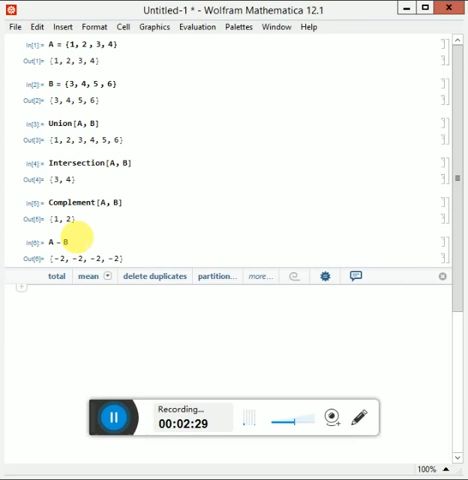 Untitled-1 * - Wolfram Mathematica 12.1
File Edit Insert Format Cell Graphics Evaluation Palettes Window Help
In[1]:= A = {1, 2, 3, 4}
Out[1]= {1, 2, 3, 4}
In[2]:= B = {3, 4, 5, 6}
Out[2]= {3, 4, 5, 6}
In[3]:= Union[A, B]
Out[3]= {1, 2, 3, 4, 5, 6}
In[4]:= Intersection[A, B]
Out[4]= {3, 4}
In[5]:= Complement[A, B]
Out[5]= {1, 2}
In[6]:= A - B
Out[6]= {-2, -2, -2, -2}
total mean delete duplicates partition... more...
Recording...
00:02:29
100%